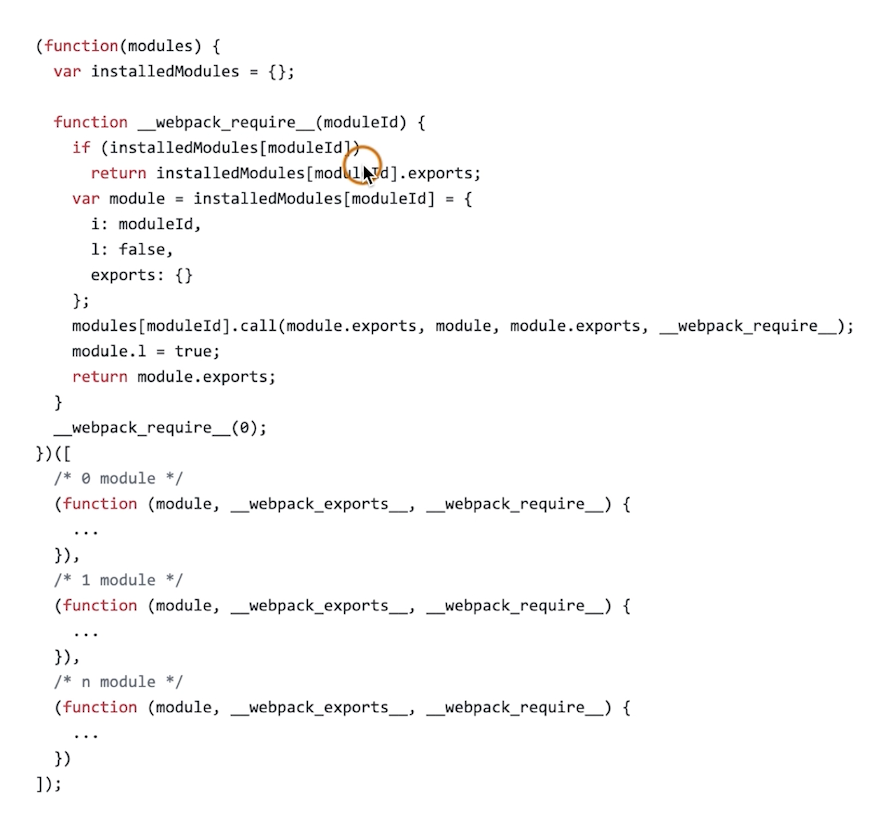 (function(modules) {
  var installedModules = {};

  function __webpack_require__(moduleId) {
    if (installedModules[moduleId])
      return installedModules[moduleId].exports;
    var module = installedModules[moduleId] = {
      i: moduleId,
      l: false,
      exports: {}
    };
    modules[moduleId].call(module.exports, module, module.exports, __webpack_require__);
    module.l = true;
    return module.exports;
  }
  __webpack_require__(0);
})([
  /* 0 module */
  (function (module, __webpack_exports__, __webpack_require__) {
    ...
  }),
  /* 1 module */
  (function (module, __webpack_exports__, __webpack_require__) {
    ...
  }),
  /* n module */
  (function (module, __webpack_exports__, __webpack_require__) {
    ...
  })
]);